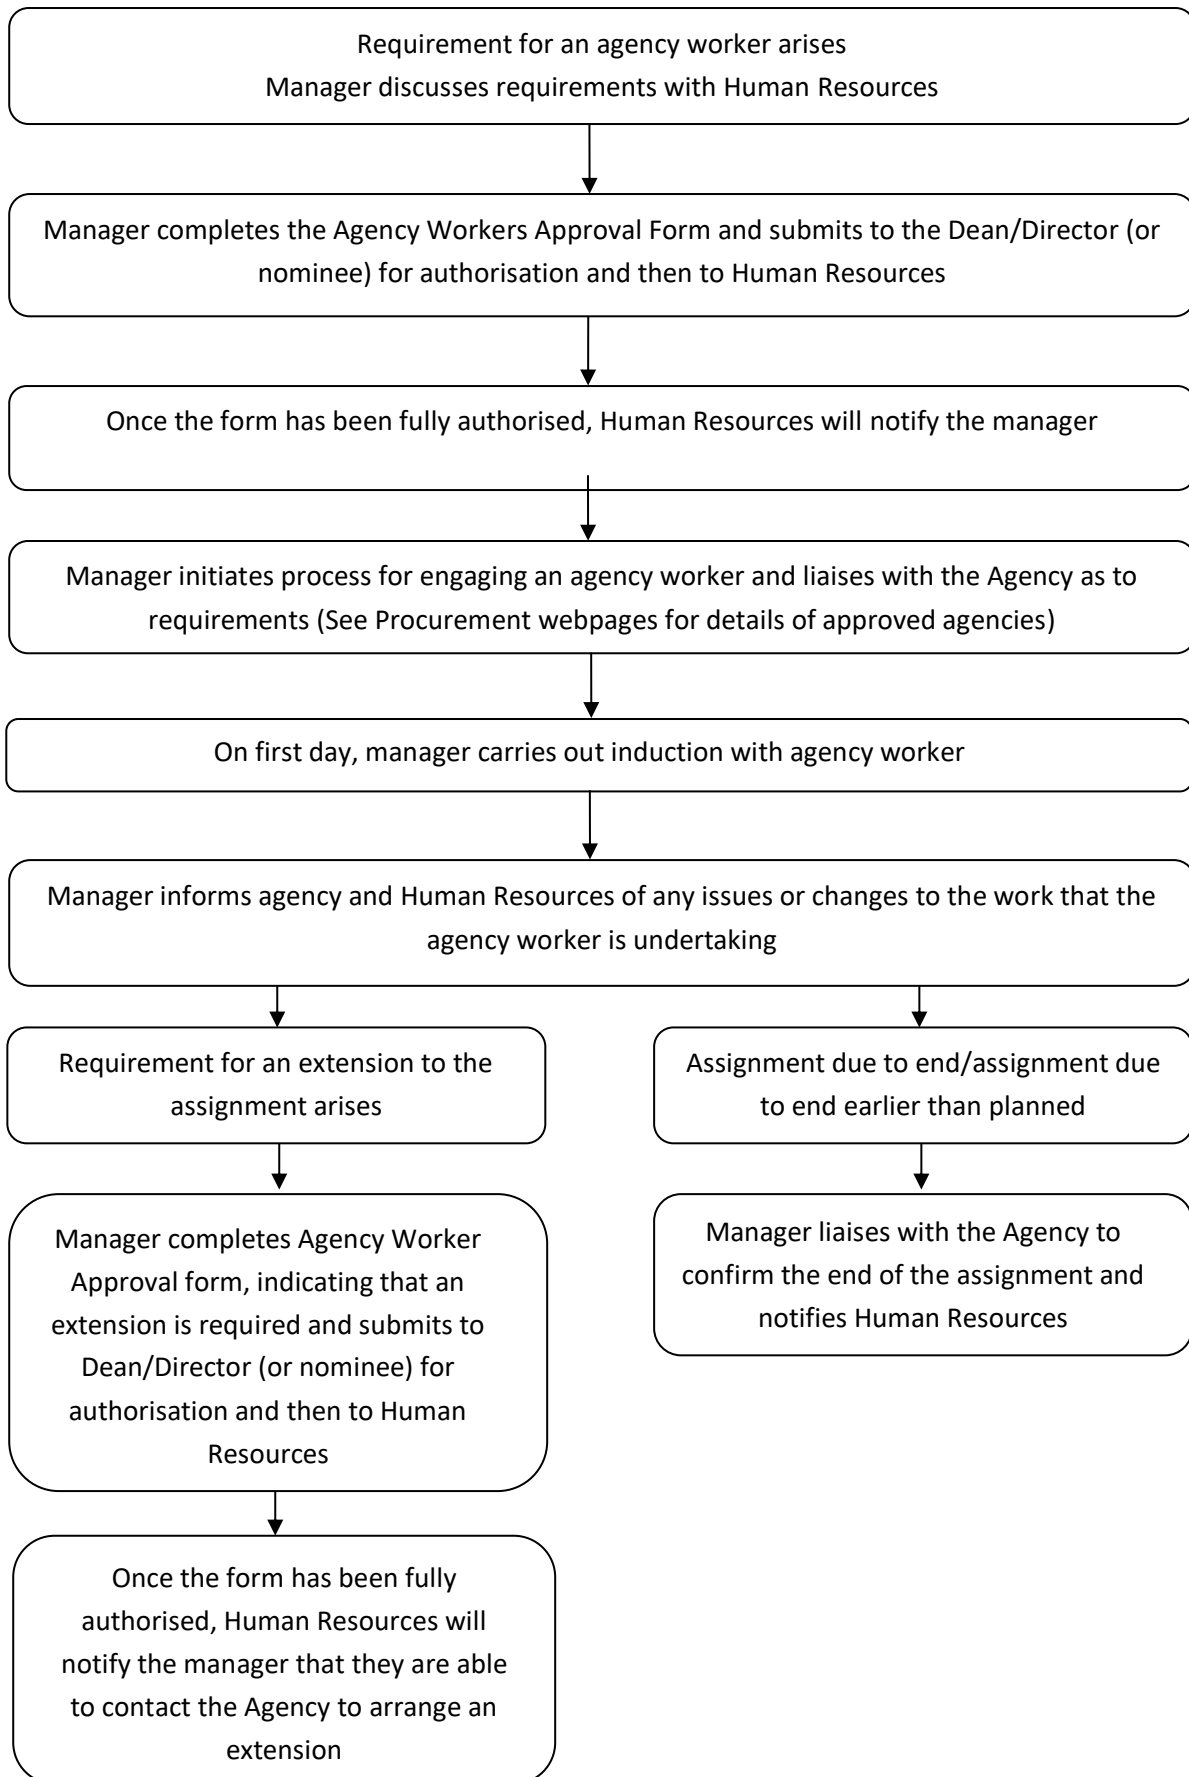 Requirement for an agency worker arises
Manager discusses requirements with Human Resources
Manager completes the Agency Workers Approval Form and submits to the Dean/Director (or
nominee) for authorisation and then to Human Resources
Once the form has been fully authorised, Human Resources will notify the manager
Manager initiates process for engaging an agency worker and liaises with the Agency as to
requirements (See Procurement webpages for details of approved agencies)
On first day, manager carries out induction with agency worker
Manager informs agency and Human Resources of any issues or changes to the work that the
agency worker is undertaking
Requirement for an extension to the
assignment arises
Manager completes Agency Worker
Approval form, indicating that an
extension is required and submits to
Dean/Director (or nominee) for
authorisation and then to Human
Resources
Once the form has been fully
authorised, Human Resources will
notify the manager that they are able
to contact the Agency to arrange an
extension
Assignment due to end/assignment due
to end earlier than planned
Manager liaises with the Agency to
confirm the end of the assignment and
notifies Human Resources